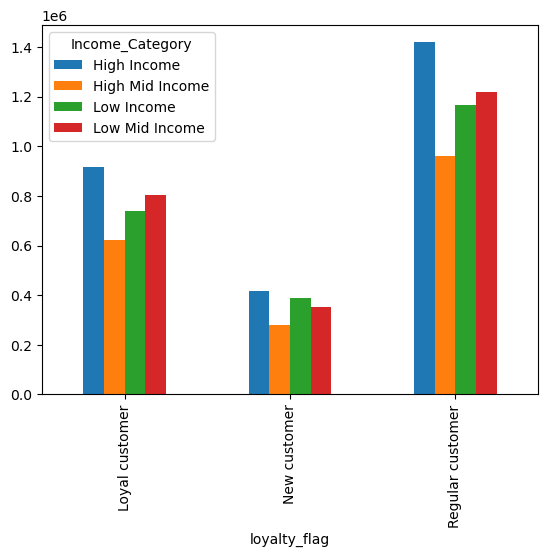 1e6
Income_Category
High Income
High Mid Income
Low Income
Low Mid Income
1.4
1.2
1.0
0.8
0.6
0.4
0.2
0.0
Loyal customer
New customer
Regular customer
loyalty_flag